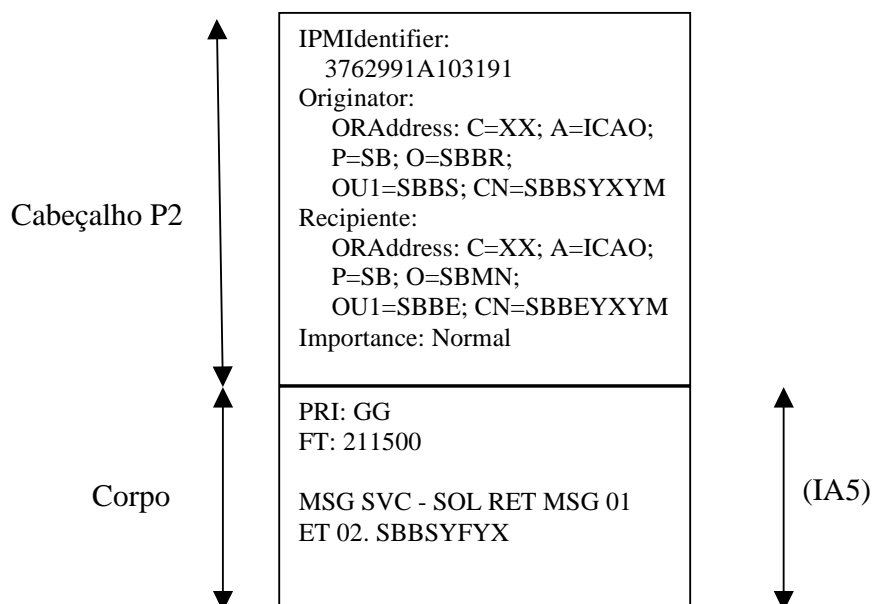 IPMIdentifier:
3762991A103191
Originator:
ORAddress: C=XX; A=ICAO;
P=SB; O=SBBR;
OU1=SBBS; CN=SBBSYXYM
Recipiente:
ORAddress: C=XX; A=ICAO;
P=SB; O=SBMN;
OU1=SBBE; CN=SBBEYXYM
Importance: Normal
Cabeçalho P2
PRI: GG
FT: 211500
MSG SVC - SOL RET MSG 01
ET 02. SBBSYFYX
Corpo
(IA5)